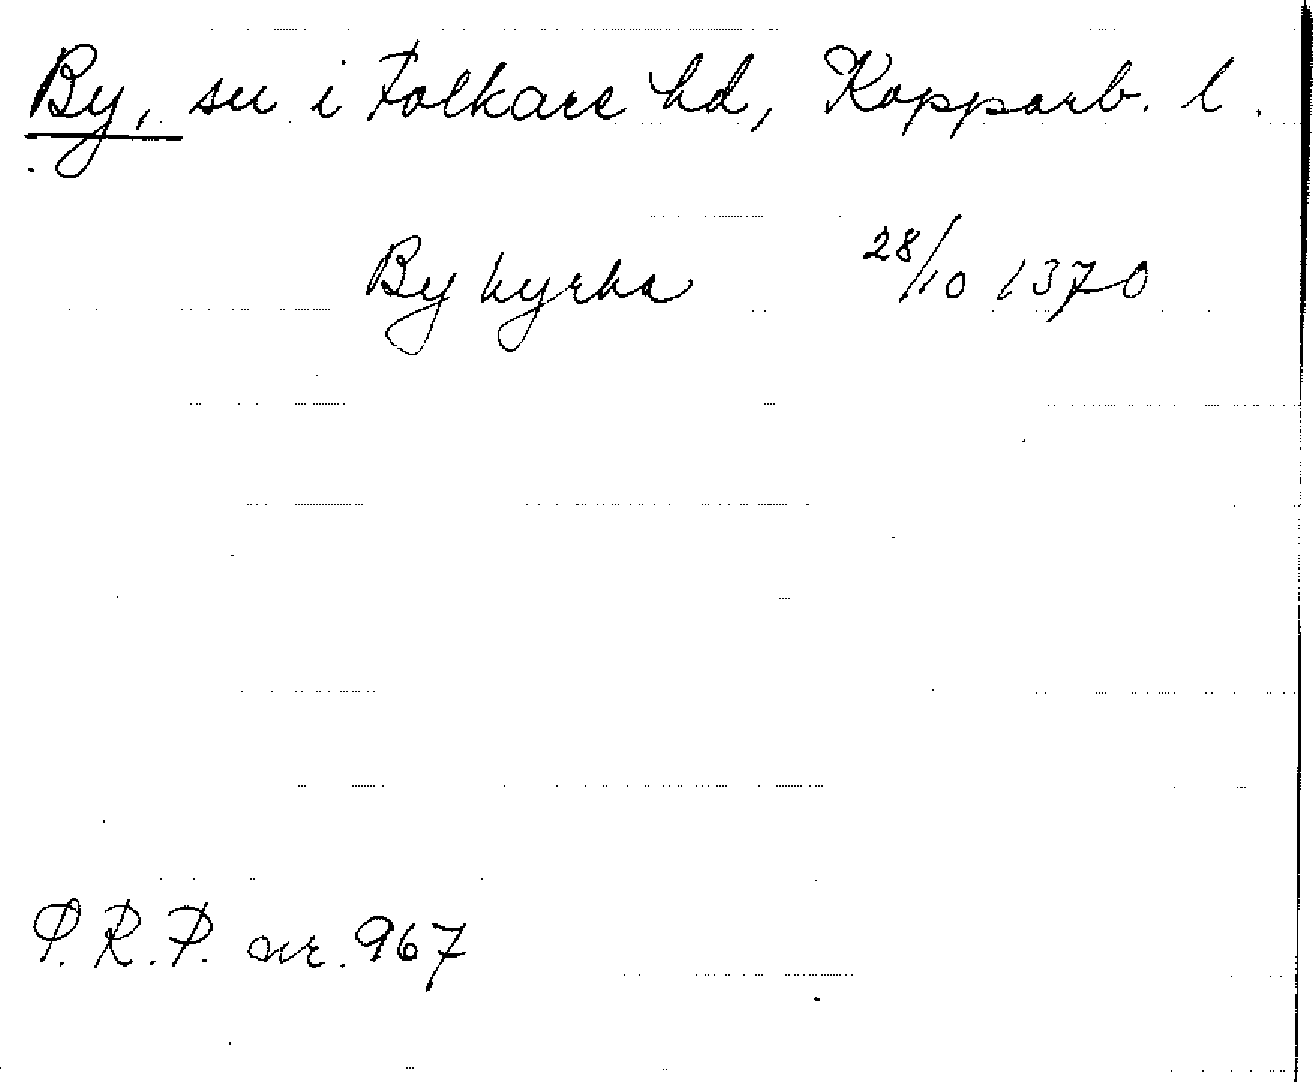 By, sn i Folkare hd, Kopparb. l.
By kyrka 28/10 1370
P.R.P. nr. 967